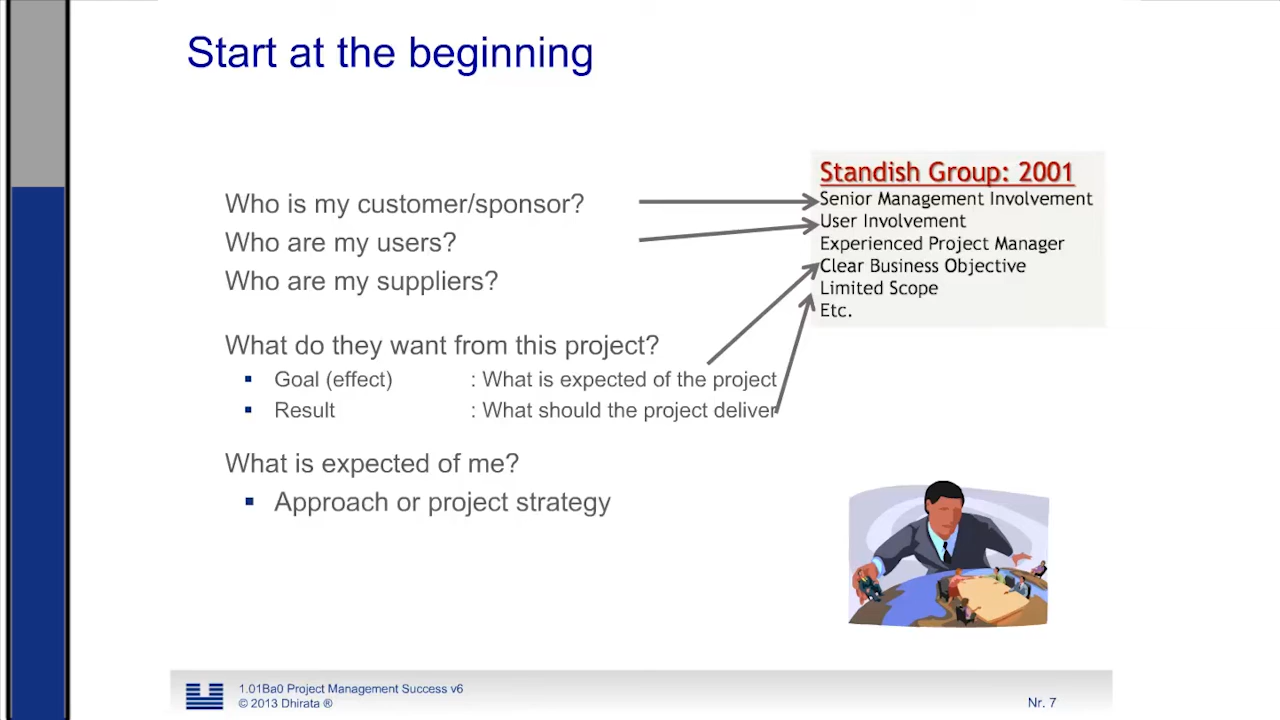 Start at the beginning
Who is my customer/sponsor?
Who are my users?
Who are my suppliers?
What do they want from this project?
Goal (effect) : What is expected of the project
Result : What should the project deliver
What is expected of me?
Approach or project strategy
Standish Group: 2001
Senior Management Involvement
User Involvement
Experienced Project Manager
Clear Business Objective
Limited Scope
Etc.
1.01Ba0 Project Management Success v6
© 2013 Dhirata ®
Nr. 7